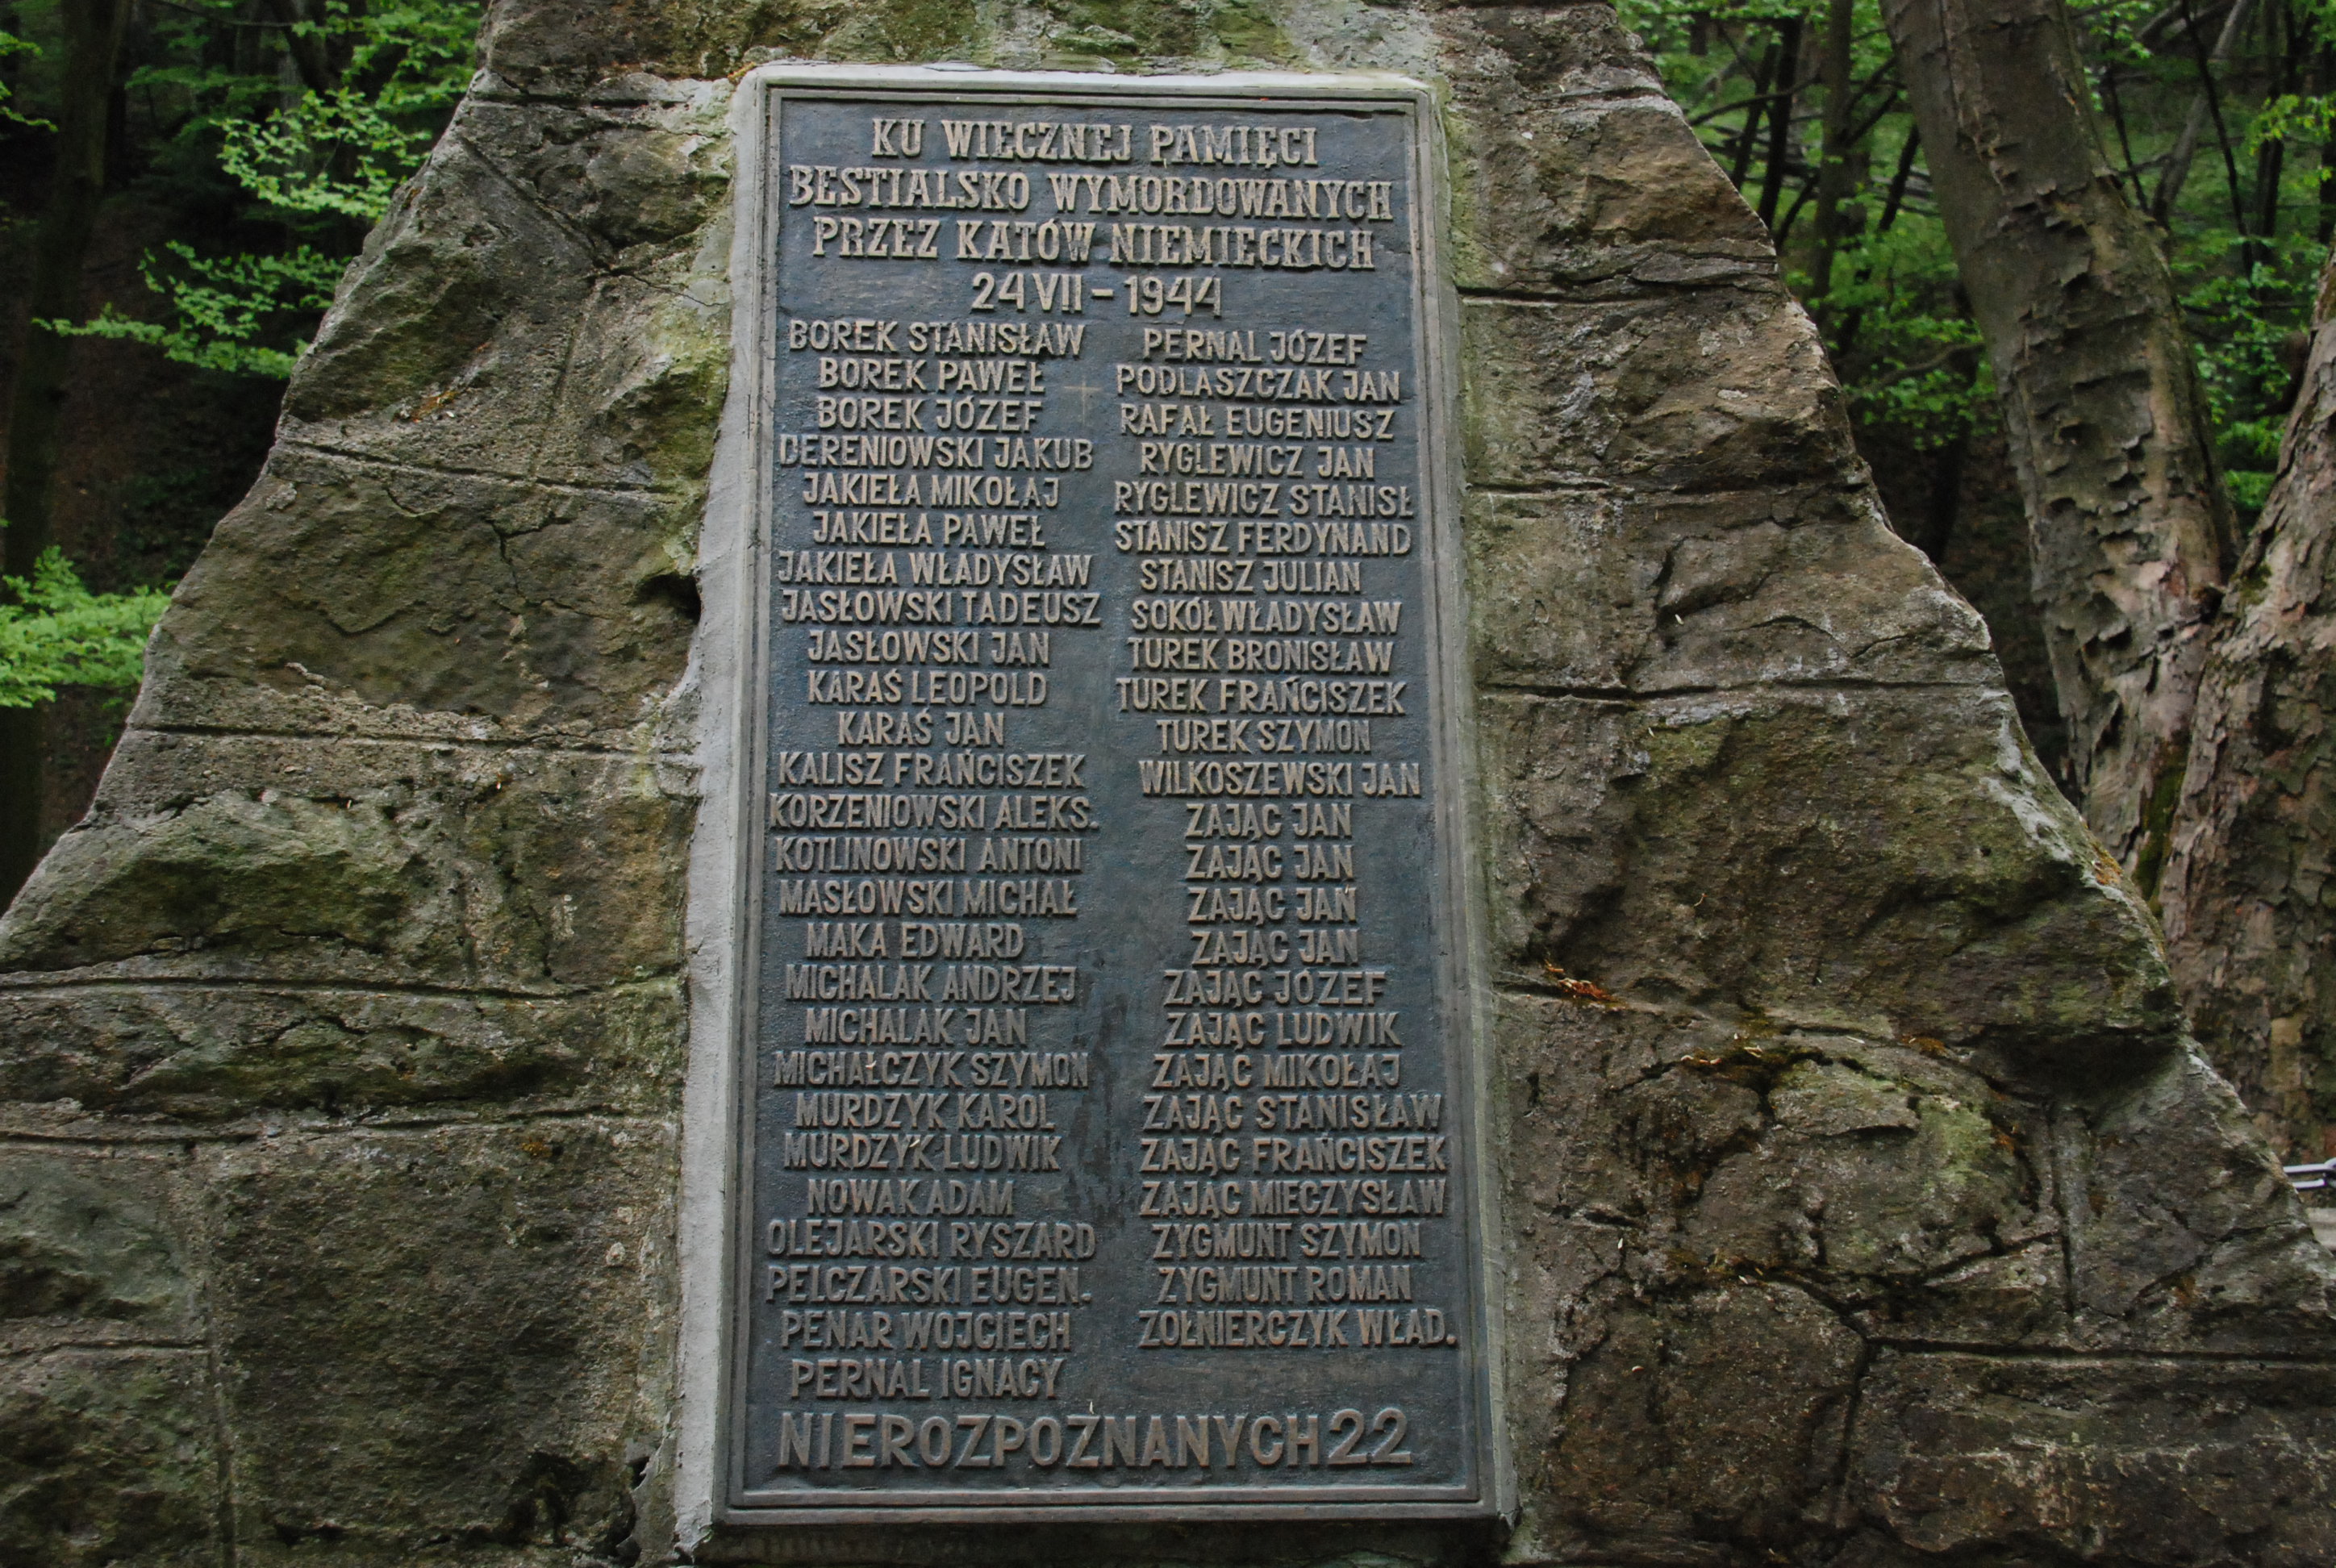 KU WIECZNEJ PAMIĘCI
BESTIALSKO WYMORDOWANYCH
PRZEZ KATÓW NIEMIECKICH
24 VII - 1944
BOREK STANISŁAW
BOREK PAWEŁ
BOREK JÓZEF
DERENIOWSKI JAKUB
JAKIEŁA MIKOŁAJ
JAKIEŁA PAWEŁ
JAKIEŁA WŁADYSŁAW
JASŁOWSKI TADEUSZ
JASŁOWSKI JAN
KARAŚ LEOPOLD
KARAŚ JAN
KALISZ FRAŃCISZEK
KORZENIOWSKI ALEKS.
KOTLINOWSKI ANTONI
MASŁOWSKI MICHAŁ
MAKA EDWARD
MICHALAK ANDRZEJ
MICHALAK JAN
MICHAŁCZYK SZYMON
MURDZYK KAROL
MURDZYK LUDWIK
NOWAK ADAM
OLEJARSKI RYSZARD
PELCZARSKI EUGEN.
PENAR WOJCIECH
PERNAL IGNACY
PERNAL JÓZEF
PODLASZCZAK JAN
RAFAŁ EUGENIUSZ
RYGLEWICZ JAN
RYGLEWICZ STANISŁ
STANISZ FERDYNAND
STANISZ JULIAN
SOKÓŁ WŁADYSŁAW
TUREK BRONISŁAW
TUREK FRAŃCISZEK
TUREK SZYMON
WILKOSZEWSKI JAN
ZAJĄC JAN
ZAJĄC JAN
ZAJĄC JAN
ZAJĄC JAN
ZAJĄC JÓZEF
ZAJĄC LUDWIK
ZAJĄC MIKOŁAJ
ZAJĄC STANISŁAW
ZAJĄC FRAŃCISZEK
ZAJĄC MIECZYSŁAW
ZYGMUNT SZYMON
ZYGMUNT ROMAN
ŻOŁNIERCZYK WŁAD.
NIEROZPOZNANYCH 22